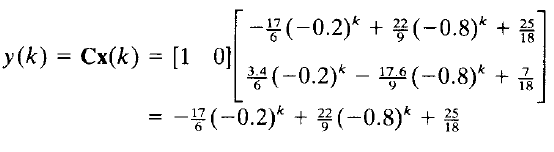 y(k) = Cx(k) = [1 0] [ -17/6 (-0.2)^k + 22/9 (-0.8)^k + 25/18
3.4/6 (-0.2)^k - 17.6/9 (-0.8)^k + 7/18 ]
= -17/6 (-0.2)^k + 22/9 (-0.8)^k + 25/18